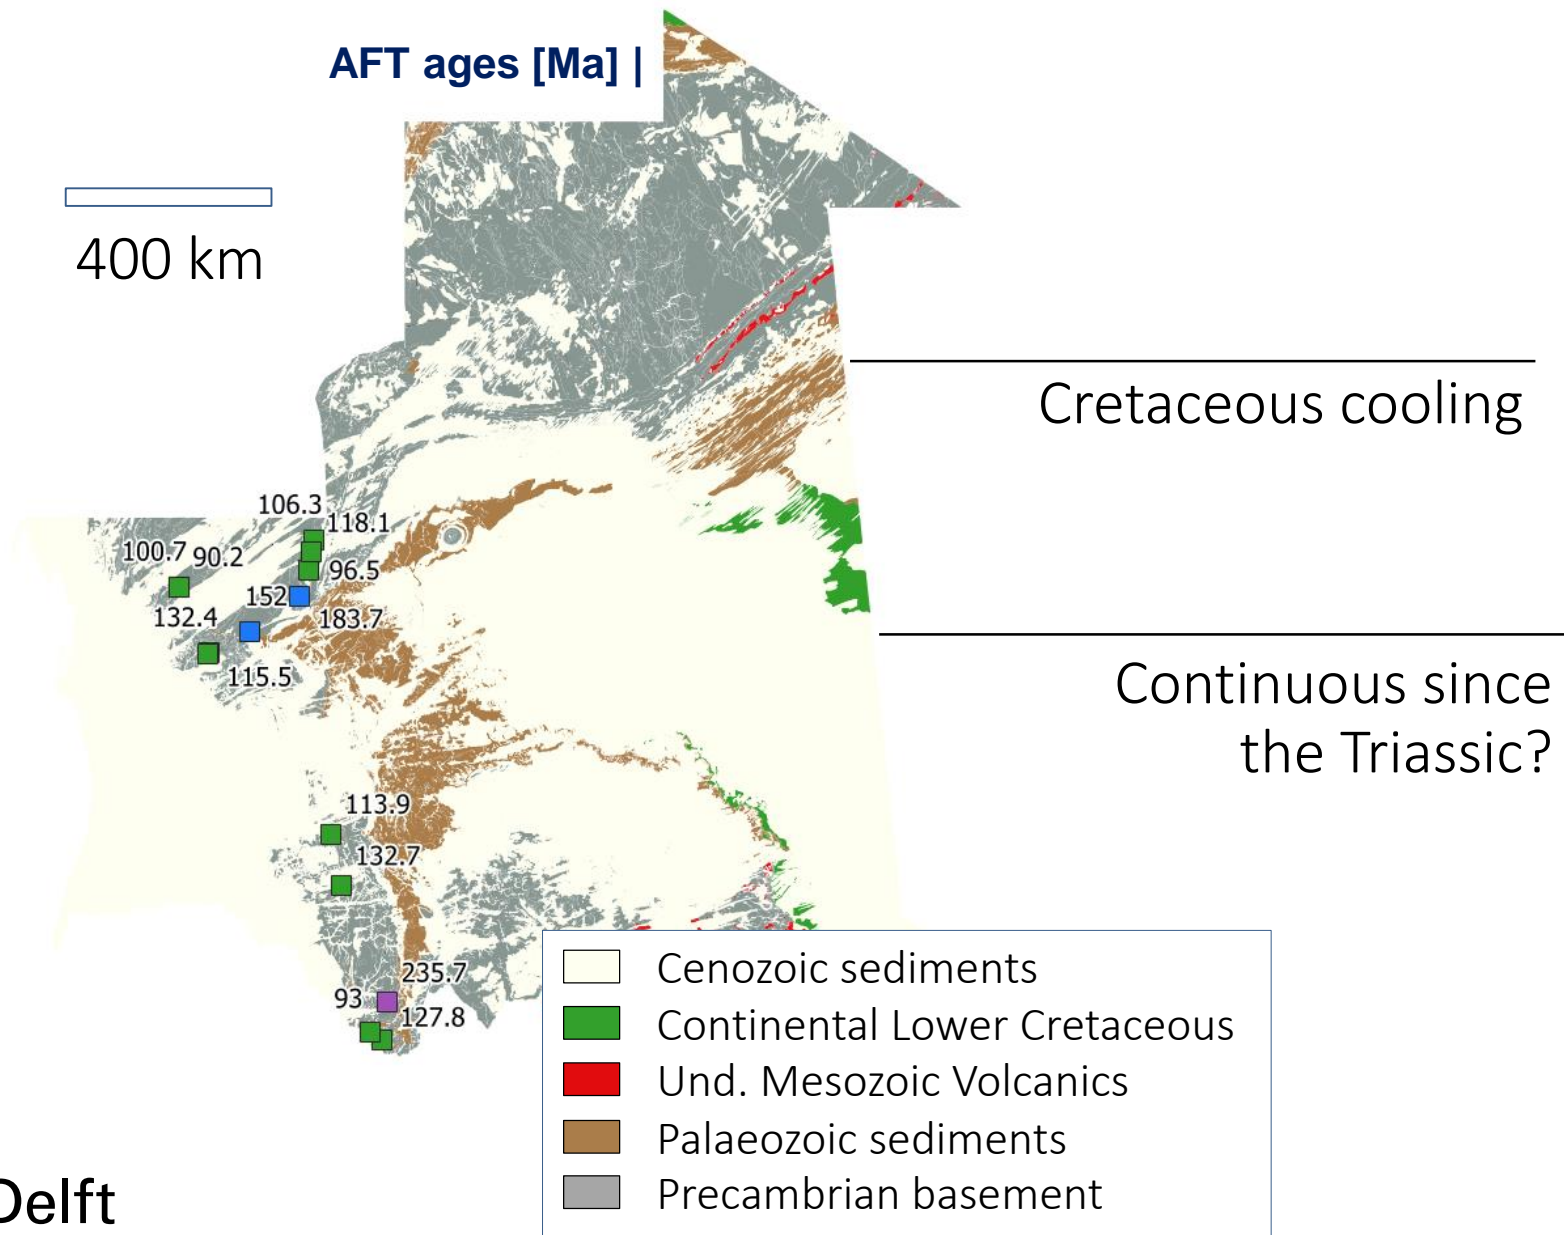 AFT ages [Ma] |
400 km
Cretaceous cooling
106.3
118.1
100.7 90.2
96.5
152
132.4
183.7
115.5
Continuous since
the Triassic?
113.9
132.7
235.7
93
127.8
Cenozoic sediments
Continental Lower Cretaceous
Und. Mesozoic Volcanics
Palaeozoic sediments
Precambrian basement
Delft